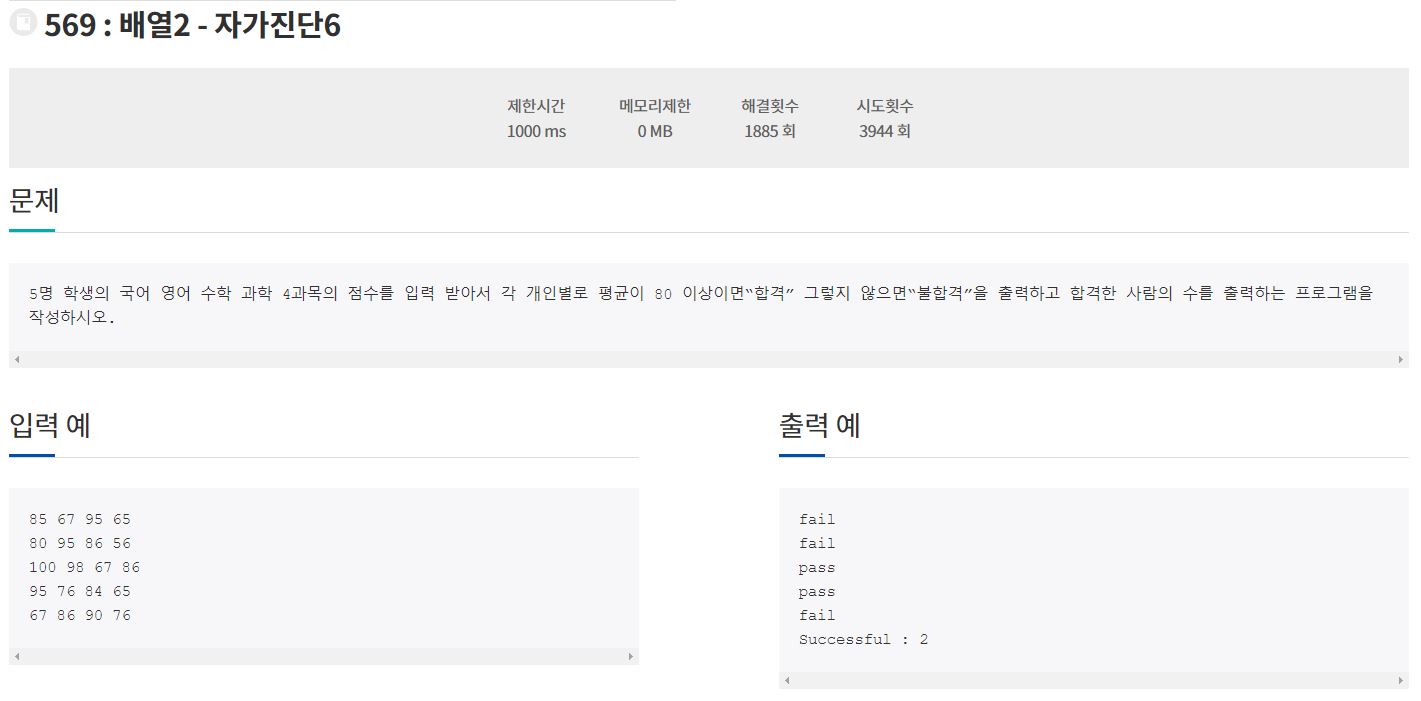 569 : 배열2 - 자가진단6
제한시간 메모리제한 해결횟수 시도횟수
1000 ms 0 MB 1885 회 3944 회
문제
5명 학생의 국어 영어 수학 과학 4과목의 점수를 입력 받아서 각 개인별로 평균이 80 이상이면“합격” 그렇지 않으면“불합격”을 출력하고 합격한 사람의 수를 출력하는 프로그램을
작성하시오.
입력 예
85 67 95 65
80 95 86 56
100 98 67 86
95 76 84 65
67 86 90 76
출력 예
fail
fail
pass
pass
fail
Successful : 2